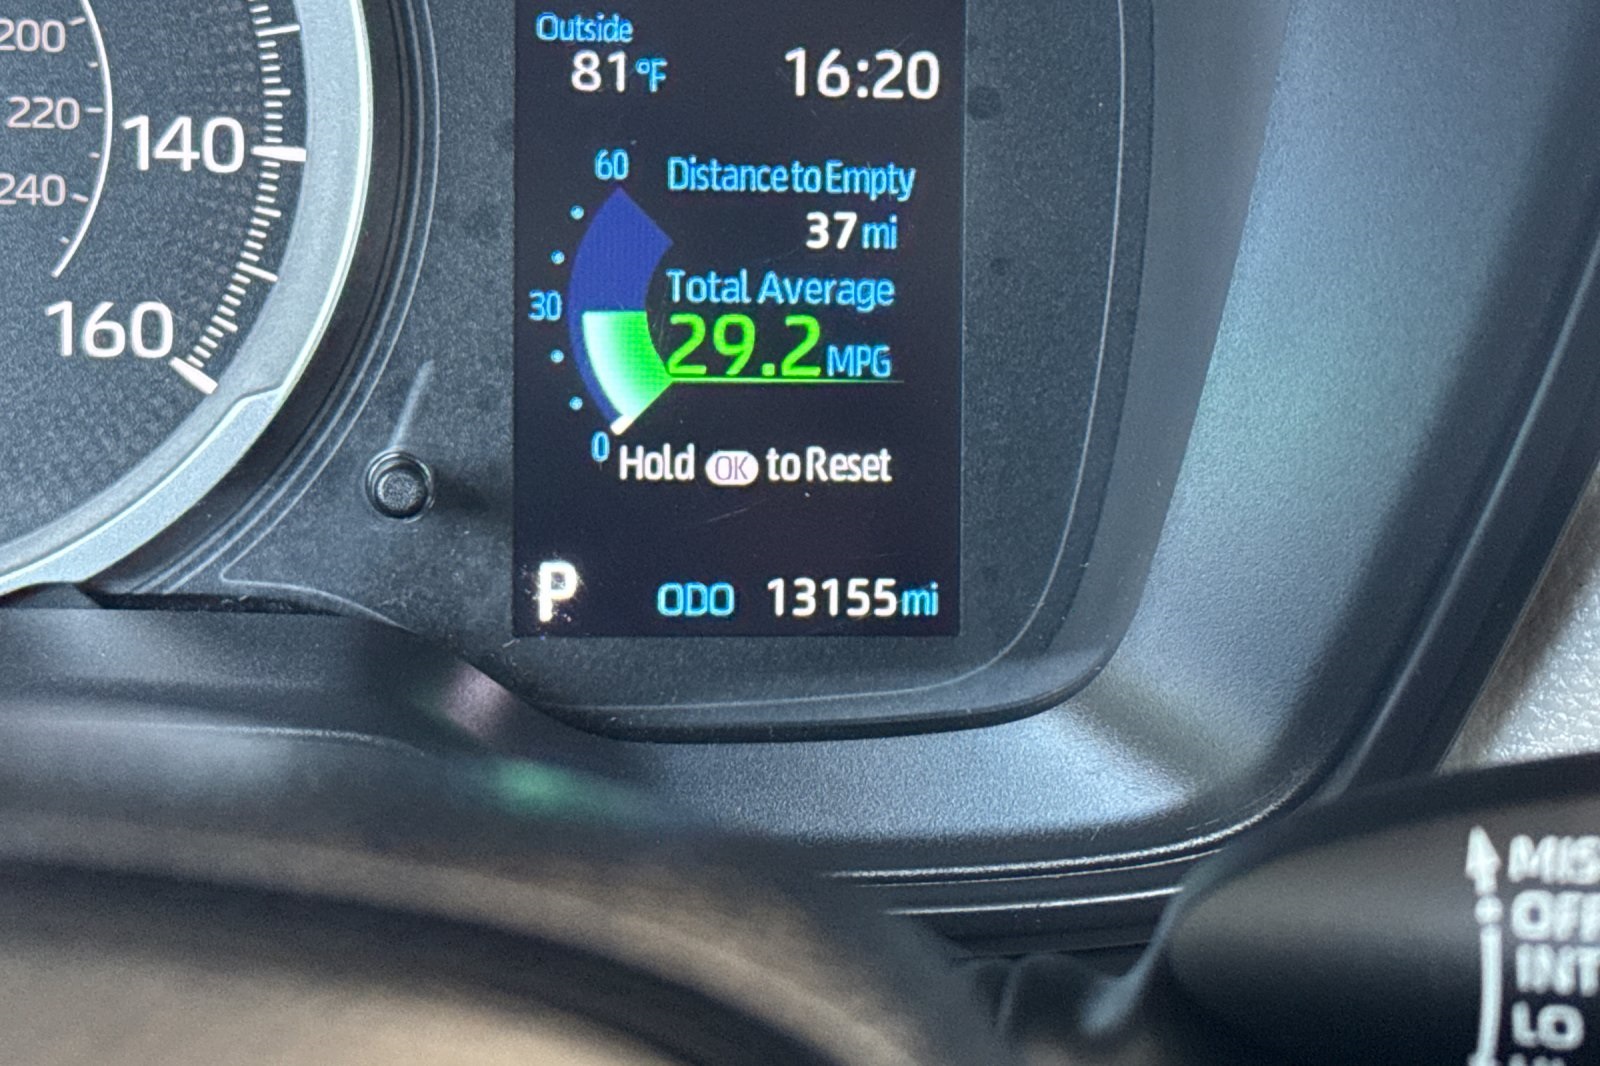 200
220
240
140
160
Outside
81°F
16:20
60
Distance to Empty
37 mi
Total Average
30
29.2 MPG
0
Hold OK to Reset
P
ODO 13155 mi
OFF
INT
LO